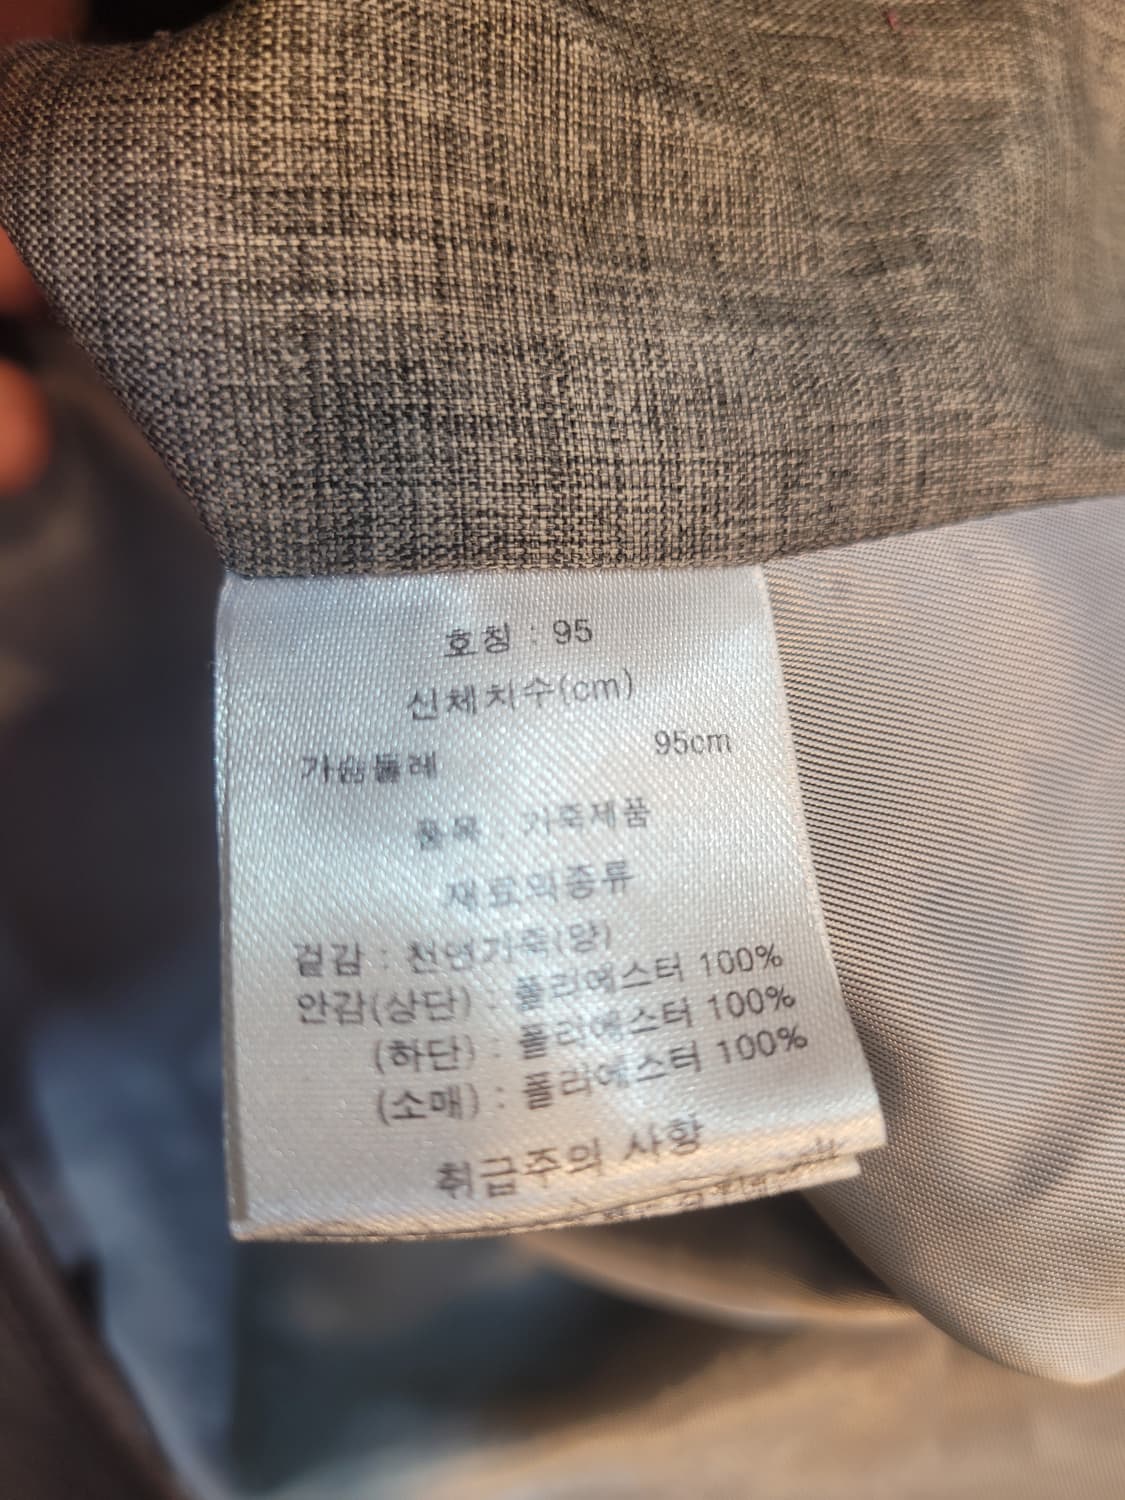 호칭 : 95
신체치수(cm)
가슴둘레 95cm
품목 : 가죽제품
재료의종류
겉감 : 천연가죽(양)
안감(상단) : 폴리에스터 100%
(하단) : 폴리에스터 100%
(소매) : 폴리에스터 100%
취급주의 사항